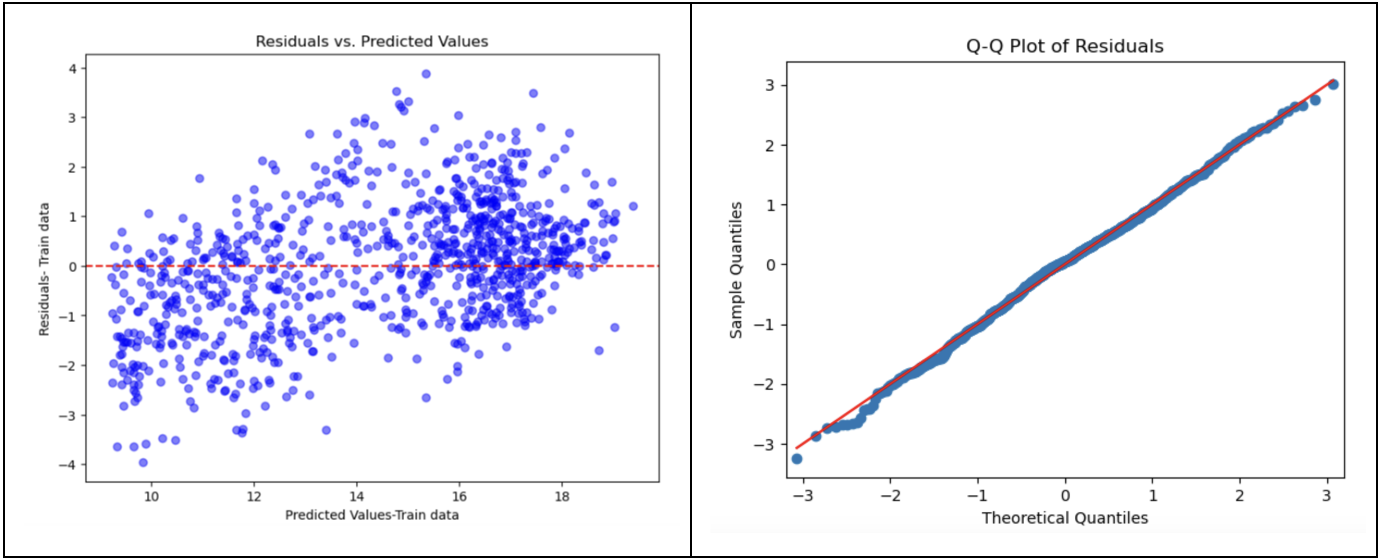 Residuals vs. Predicted Values
4
3
2
1
0
−1
−2
−3
−4
Residuals- Train data
10 12 14 16 18
Predicted Values-Train data
Q-Q Plot of Residuals
3
2
1
0
−1
−2
−3
Sample Quantiles
−3 −2 −1 0 1 2 3
Theoretical Quantiles